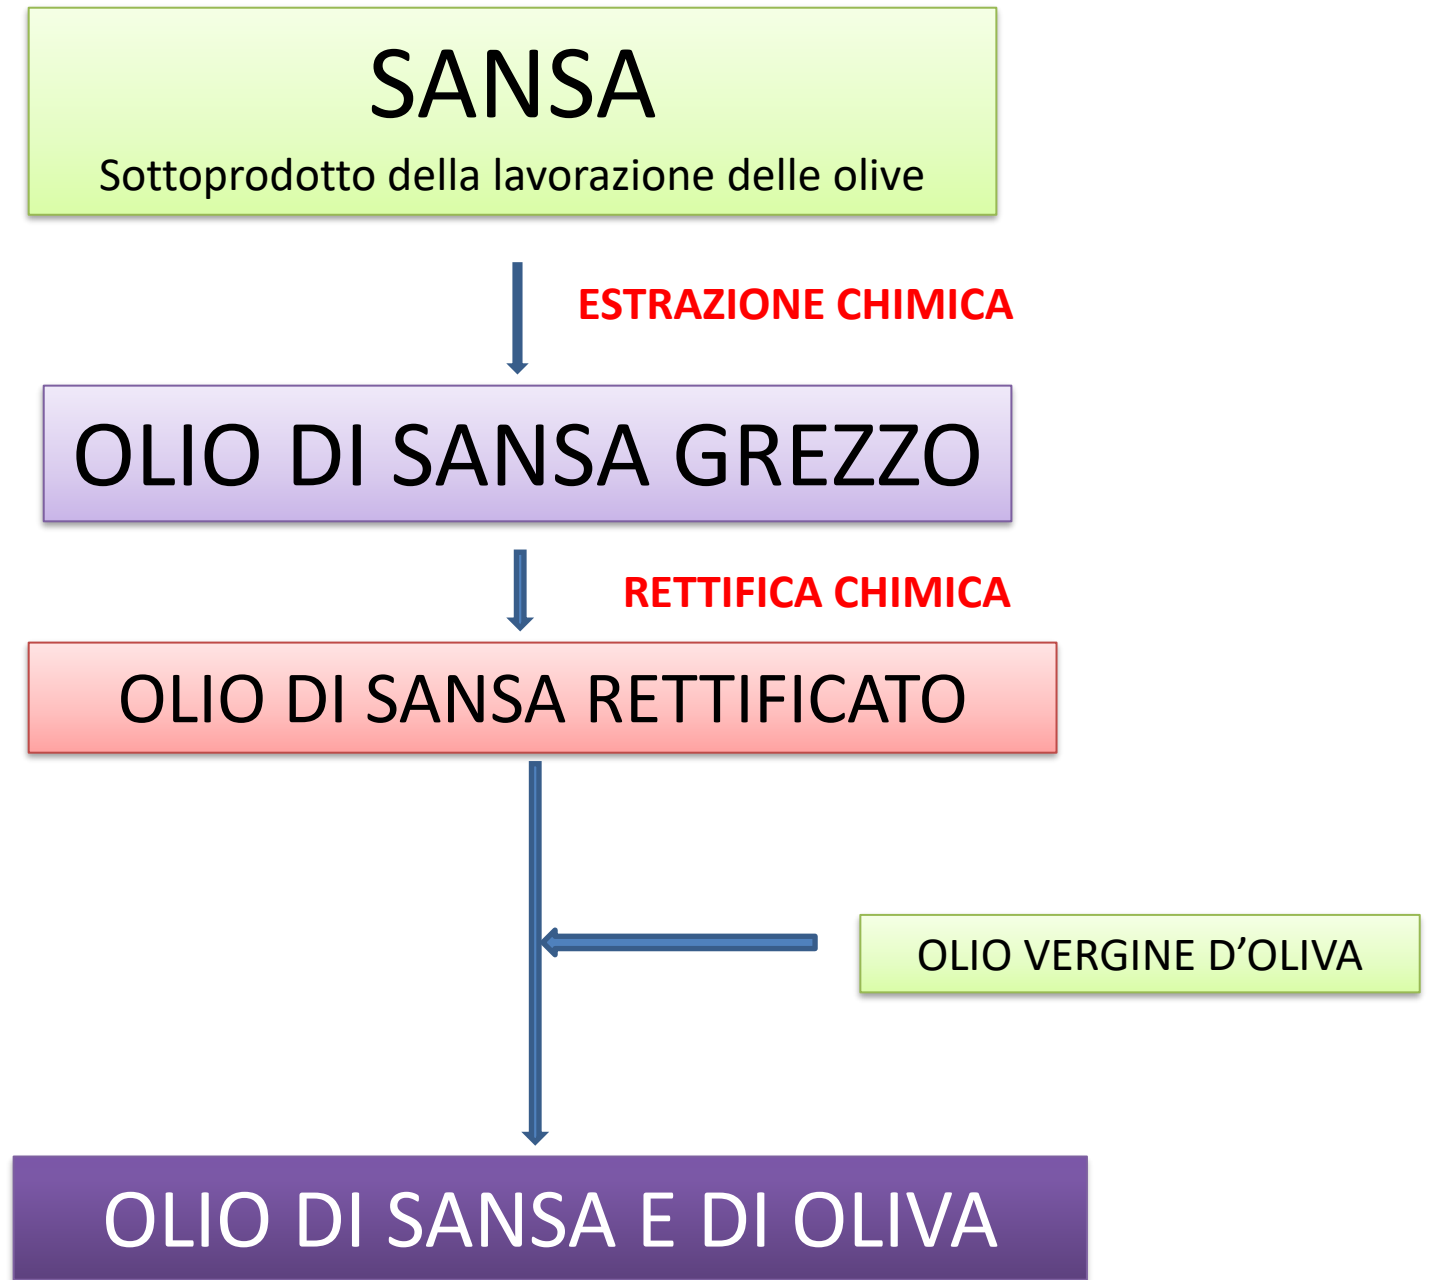 SANSA
Sottoprodotto della lavorazione delle olive
ESTRAZIONE CHIMICA
OLIO DI SANSA GREZZO
RETTIFICA CHIMICA
OLIO DI SANSA RETTIFICATO
OLIO VERGINE D’OLIVA
OLIO DI SANSA E DI OLIVA